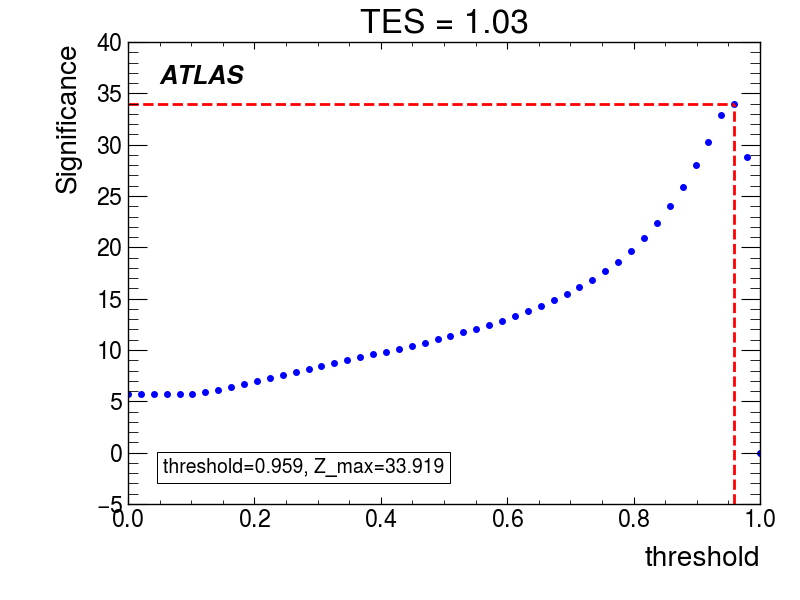 TES = 1.03
ATLAS
Significance
40
35
30
25
20
15
10
5
0
−5
threshold=0.959, Z_max=33.919
0.0 0.2 0.4 0.6 0.8 1.0
threshold